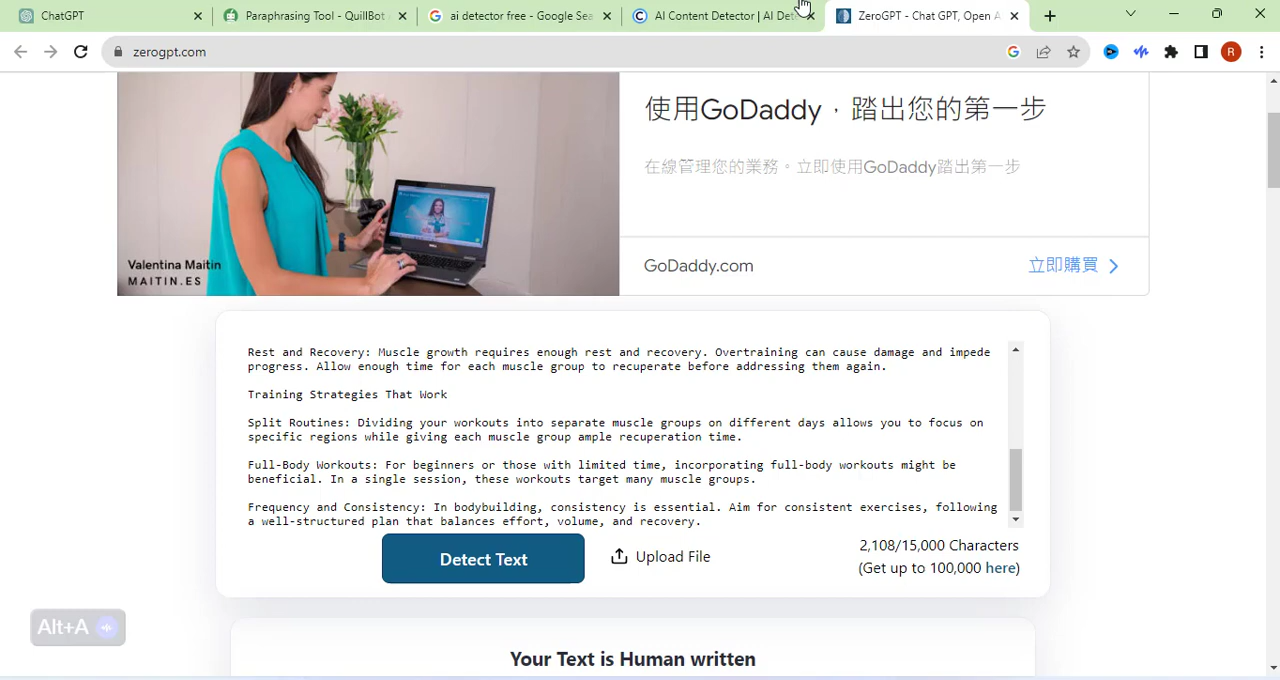 ChatGPT
Paraphrasing Tool - QuillBot
ai detector free - Google Sea
AI Content Detector | AI Dete
ZeroGPT - Chat GPT, Open A
zerogpt.com
R
使用GoDaddy，踏出您的第一步
在線管理您的業務。立即使用GoDaddy踏出第一步
Valentina Maitin
MAITIN.ES
GoDaddy.com
立即購買
Rest and Recovery: Muscle growth requires enough rest and recovery. Overtraining can cause damage and impede
progress. Allow enough time for each muscle group to recuperate before addressing them again.
Training Strategies That Work
Split Routines: Dividing your workouts into separate muscle groups on different days allows you to focus on
specific regions while giving each muscle group ample recuperation time.
Full-Body Workouts: For beginners or those with limited time, incorporating full-body workouts might be
beneficial. In a single session, these workouts target many muscle groups.
Frequency and Consistency: In bodybuilding, consistency is essential. Aim for consistent exercises, following
a well-structured plan that balances effort, volume, and recovery.
Detect Text
Upload File
2,108/15,000 Characters
(Get up to 100,000 here)
Alt+A
Your Text is Human written